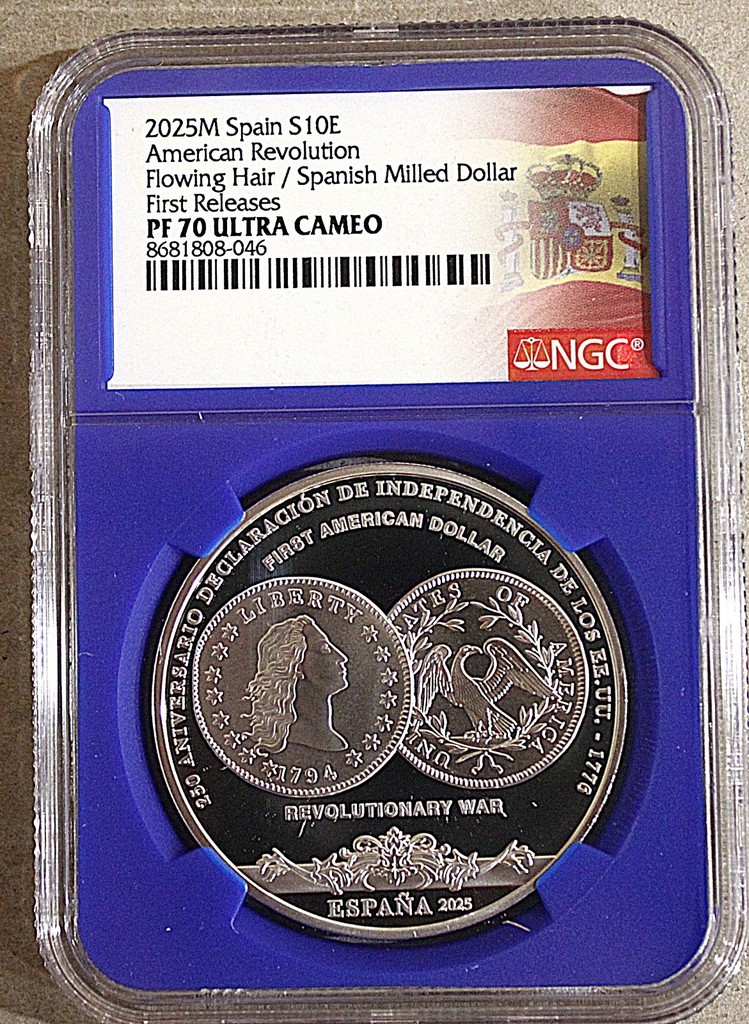 2025M Spain S10E
American Revolution
Flowing Hair / Spanish Milled Dollar
First Releases
PF 70 ULTRA CAMEO
8681808-046
NGC®
250 ANIVERSARIO DECLARACIÓN DE INDEPENDENCIA DE LOS EE.UU. - 1776
FIRST AMERICAN DOLLAR
LIBERTY
1794
UNI
ATES OF AMERICA
REVOLUTIONARY WAR
ESPAÑA 2025